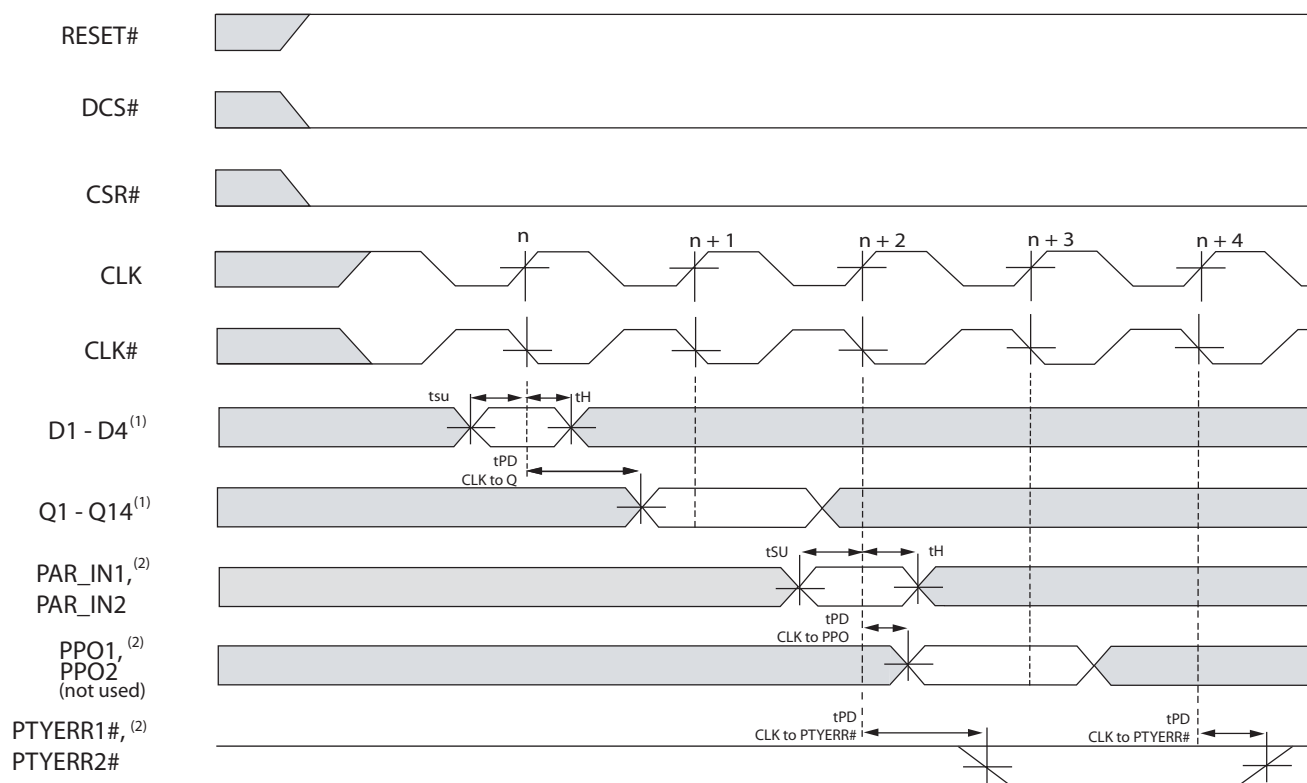 RESET#
DCS#
CSR#
n
n + 1
n + 2
n + 3
n + 4
CLK
CLK#
tsu
tH
D1 - D4(1)
tPD
CLK to Q
Q1 - Q14(1)
tSU
tH
PAR_IN1,(2)
PAR_IN2
tPD
CLK to PPO
PPO1,(2)
PPO2
(not used)
PTYERR1#,(2)
PTYERR2#
tPD
CLK to PTYERR#
tPD
CLK to PTYERR#